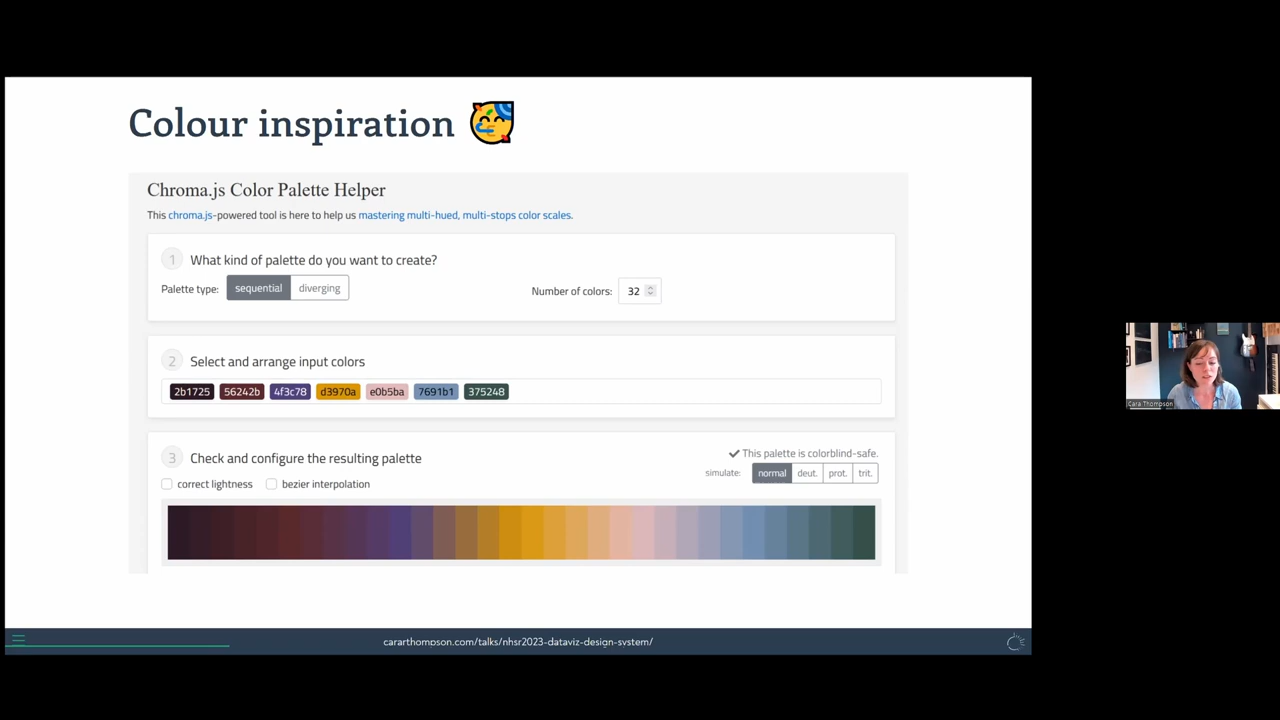 Colour inspiration
Chroma.js Color Palette Helper
This chroma.js-powered tool is here to help us mastering multi-hued, multi-stops color scales.
1 What kind of palette do you want to create?
Palette type: sequential diverging Number of colors: 32
2 Select and arrange input colors
2b1725 56242b 4f3c78 d3970a e0b5ba 7691b1 375248
3 Check and configure the resulting palette
This palette is colorblind-safe.
simulate: normal deut. prot. trit.
correct lightness bezier interpolation
cararthompson.com/talks/nhsr2023-dataviz-design-system/
Cara Thompson